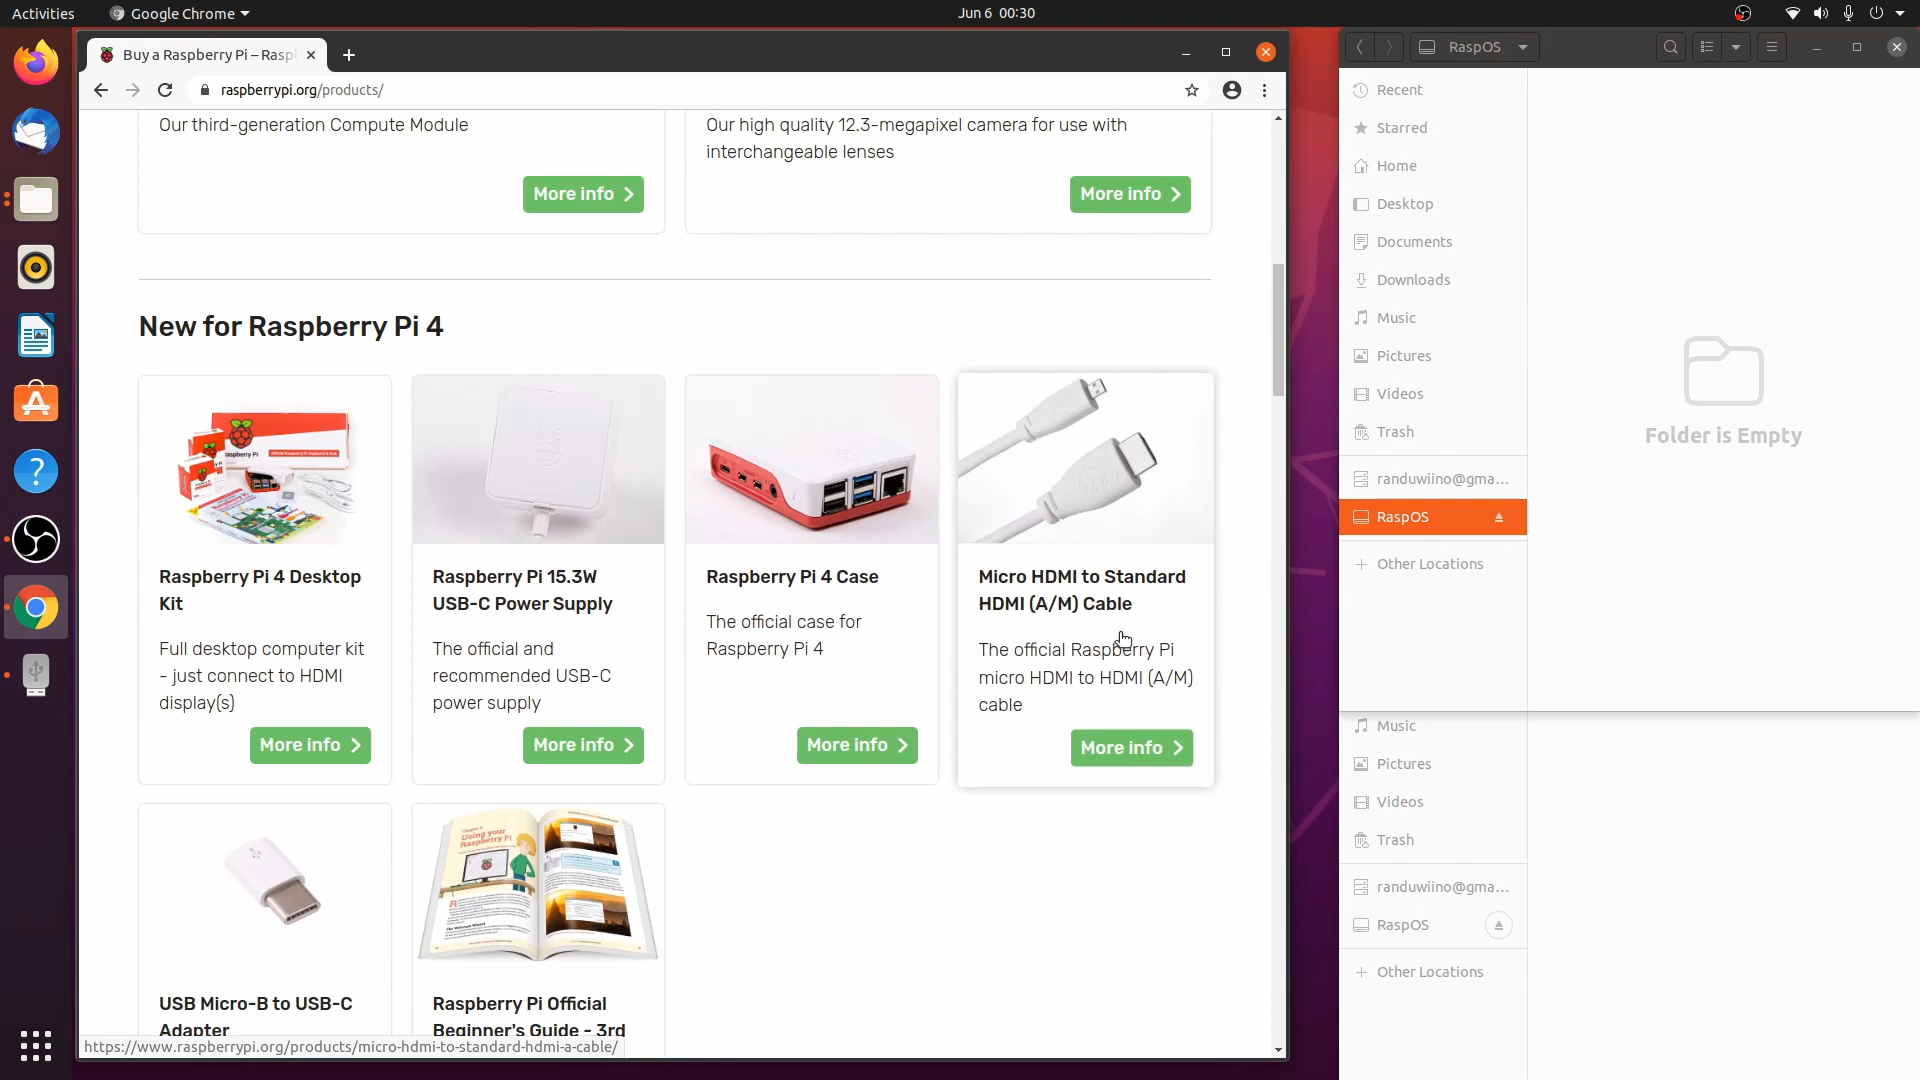 Activities
Google Chrome
Jun 6 00:30
Buy a Raspberry Pi – Rasp
raspberrypi.org/products/
Our third-generation Compute Module
More info
Our high quality 12.3-megapixel camera for use with
interchangeable lenses
More info
New for Raspberry Pi 4
Raspberry Pi 4 Desktop
Kit
Full desktop computer kit
- just connect to HDMI
display(s)
More info
Raspberry Pi 15.3W
USB-C Power Supply
The official and
recommended USB-C
power supply
More info
Raspberry Pi 4 Case
The official case for
Raspberry Pi 4
More info
Micro HDMI to Standard
HDMI (A/M) Cable
The official Raspberry Pi
micro HDMI to HDMI (A/M)
cable
More info
USB Micro-B to USB-C
Adapter
Using your
Raspberry Pi
Raspberry Pi Official
Beginner's Guide - 3rd
https://www.raspberrypi.org/products/micro-hdmi-to-standard-hdmi-a-cable/
RaspOS
Recent
Starred
Home
Desktop
Documents
Downloads
Music
Pictures
Videos
Trash
randuwiino@gma...
RaspOS
Other Locations
Folder is Empty
Music
Pictures
Videos
Trash
randuwiino@gma...
RaspOS
Other Locations